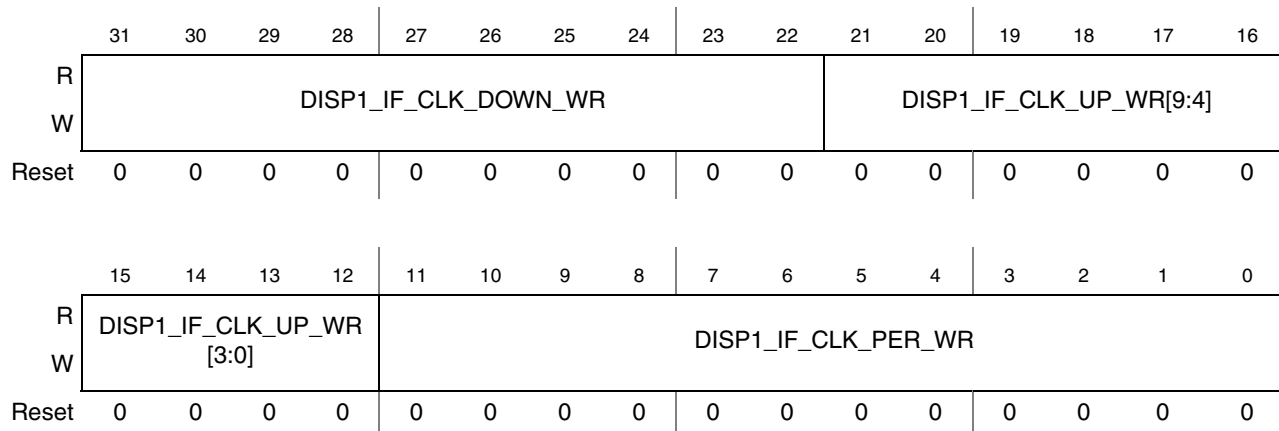 31 30 29 28 27 26 25 24 23 22 21 20 19 18 17 16
R
DISP1_IF_CLK_DOWN_WR DISP1_IF_CLK_UP_WR[9:4]
W
Reset 0 0 0 0 0 0 0 0 0 0 0 0 0 0 0 0
15 14 13 12 11 10 9 8 7 6 5 4 3 2 1 0
R
DISP1_IF_CLK_UP_WR
[3:0]
DISP1_IF_CLK_PER_WR
W
Reset 0 0 0 0 0 0 0 0 0 0 0 0 0 0 0 0